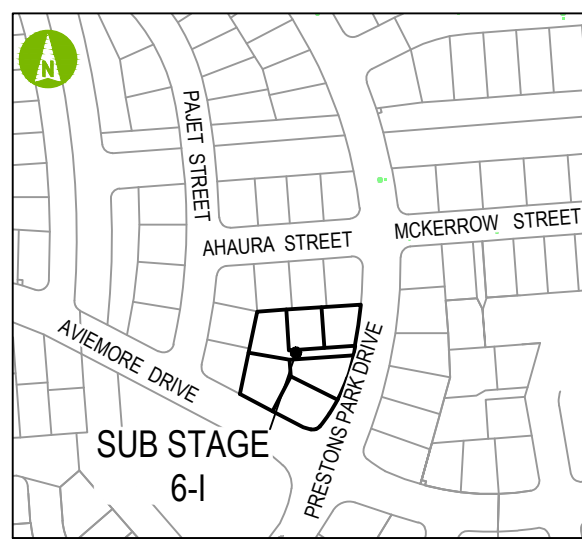 N
PAJET STREET
AHAURA STREET
MCKERROW STREET
AVIEMORE DRIVE
PRESTONS PARK DRIVE
SUB STAGE
6-I